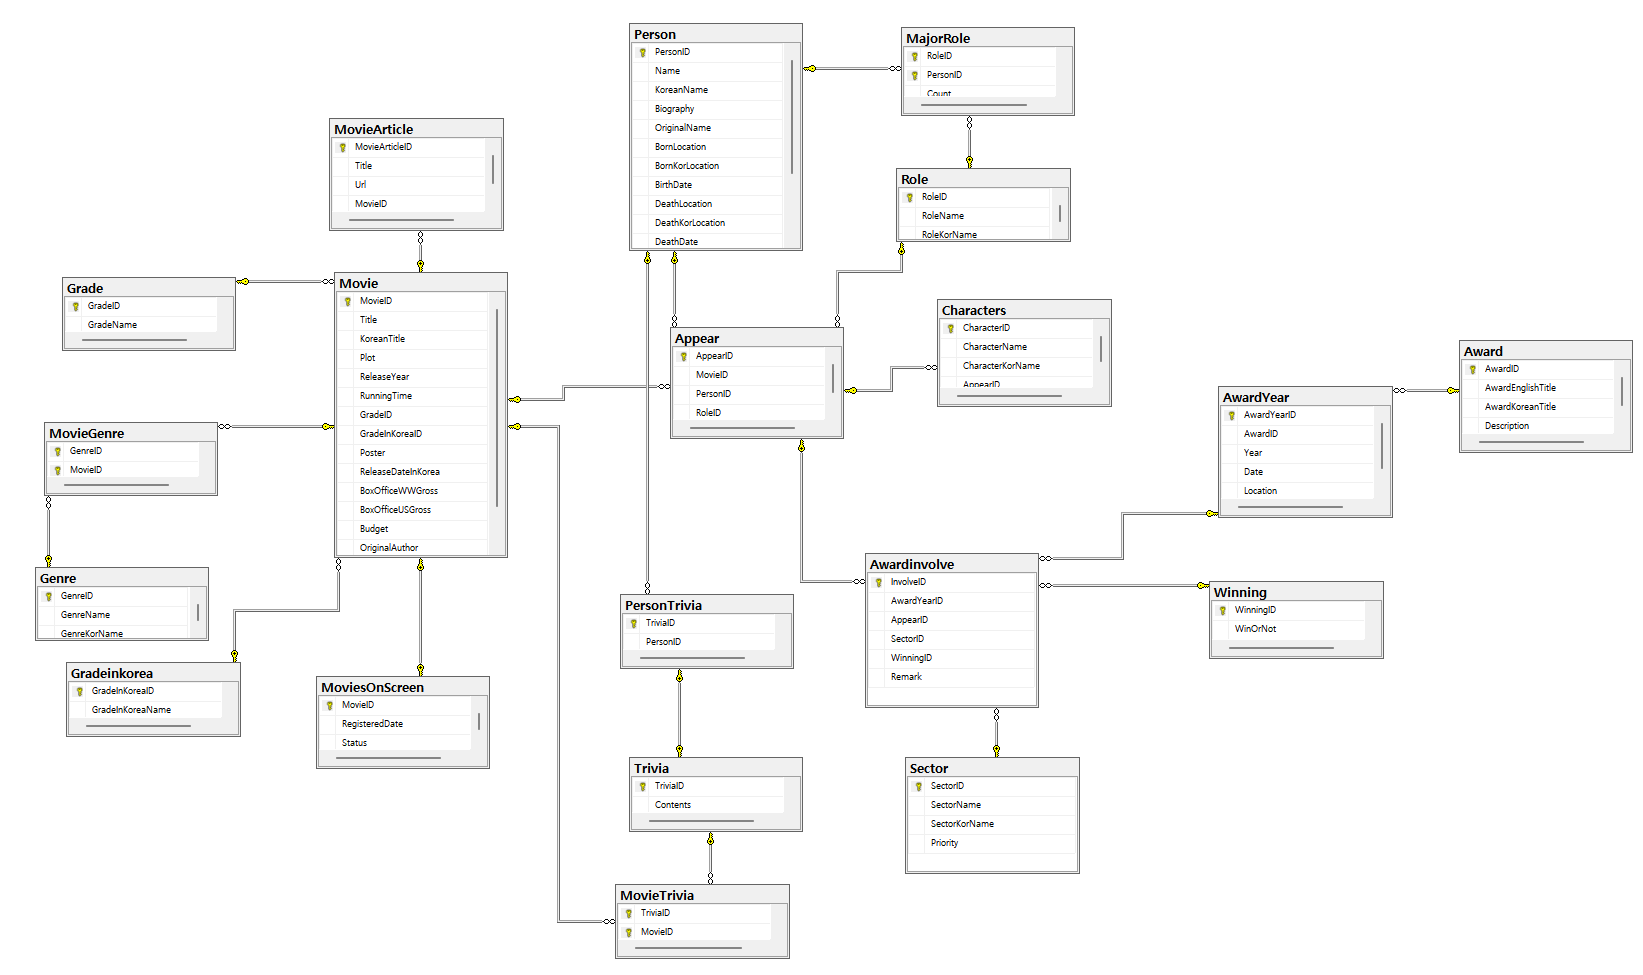 Person
PersonID
Name
KoreanName
Biography
OriginalName
BornLocation
BornKorLocation
BirthDate
DeathLocation
DeathKorLocation
DeathDate
MajorRole
RoleID
PersonID
Count
MovieArticle
MovieArticleID
Title
Url
MovieID
Role
RoleID
RoleName
RoleKorName
Grade
GradeID
GradeName
Movie
MovieID
Title
KoreanTitle
Plot
ReleaseYear
RunningTime
GradeID
GradeInKoreaID
Poster
ReleaseDateInKorea
BoxOfficeWWGross
BoxOfficeUSGross
Budget
OriginalAuthor
Characters
CharacterID
CharacterName
CharacterKorName
AppearID
Appear
AppearID
MovieID
PersonID
RoleID
Award
AwardID
AwardEnglishTitle
AwardKoreanTitle
Description
AwardYear
AwardYearID
AwardID
Year
Date
Location
MovieGenre
GenreID
MovieID
Genre
GenreID
GenreName
GenreKorName
Awardinvolve
InvolveID
AwardYearID
AppearID
SectorID
WinningID
Remark
Winning
WinningID
WinOrNot
PersonTrivia
TriviaID
PersonID
Gradeinkorea
GradeInKoreaID
GradeInKoreaName
MoviesOnScreen
MovieID
RegisteredDate
Status
Trivia
TriviaID
Contents
Sector
SectorID
SectorName
SectorKorName
Priority
MovieTrivia
TriviaID
MovieID